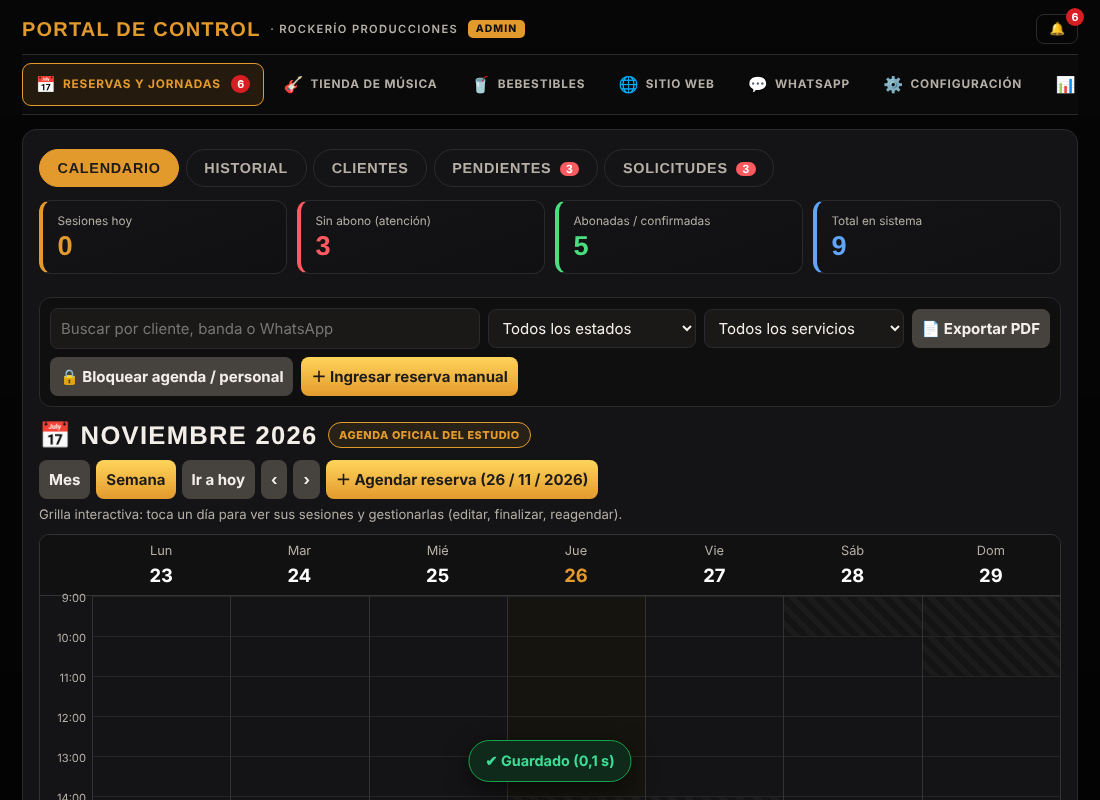 PORTAL DE CONTROL · ROCKERÍO PRODUCCIONES ADMIN 🔔 6
📅 RESERVAS Y JORNADAS 6 🎸 TIENDA DE MÚSICA 🥤 BEBESTIBLES 🌐 SITIO WEB 💬 WHATSAPP ⚙️ CONFIGURACIÓN 📊
CALENDARIO HISTORIAL CLIENTES PENDIENTES 3 SOLICITUDES 3
Sesiones hoy Sin abono (atención) Abonadas / confirmadas Total en sistema
0 3 5 9
Buscar por cliente, banda o WhatsApp Todos los estados Todos los servicios 📄 Exportar PDF
🔒 Bloquear agenda / personal ＋ Ingresar reserva manual
📅 NOVIEMBRE 2026 AGENDA OFICIAL DEL ESTUDIO
Mes Semana Ir a hoy ‹ › ＋ Agendar reserva (26 / 11 / 2026)
Grilla interactiva: toca un día para ver sus sesiones y gestionarlas (editar, finalizar, reagendar).
Lun Mar Mié Jue Vie Sáb Dom
23 24 25 26 27 28 29
9:00
10:00
11:00
12:00
13:00
✔ Guardado (0,1 s)
14:00